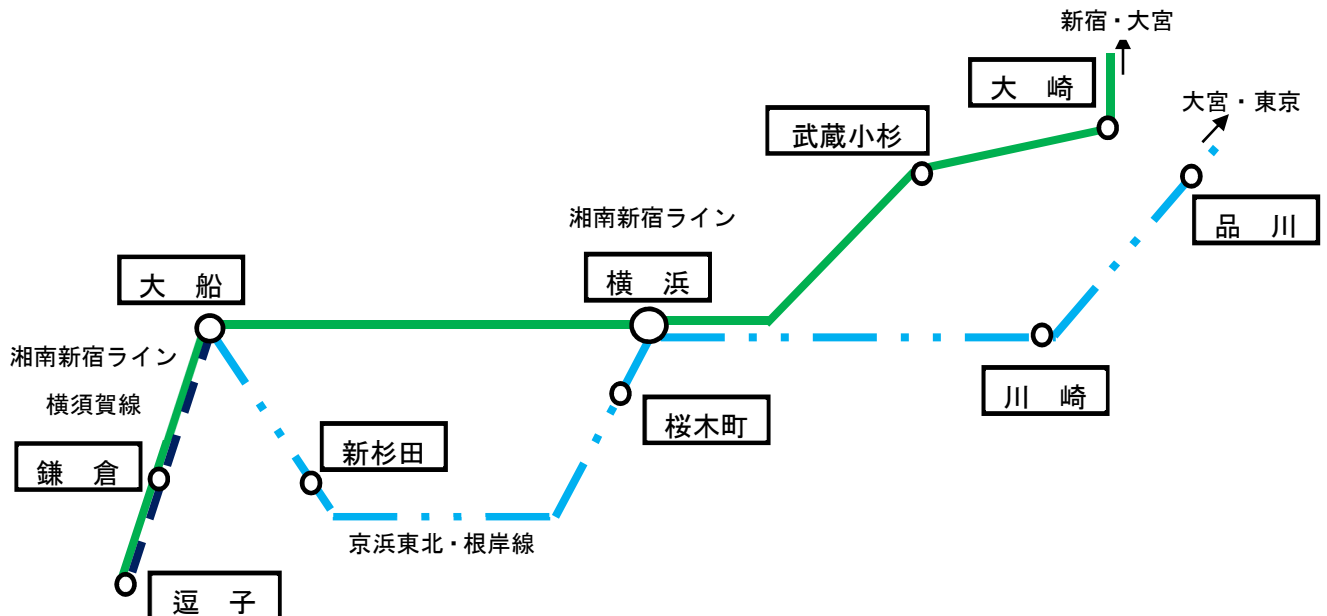 新宿・大宮
大　崎
大宮・東京
武蔵小杉
湘南新宿ライン
品　川
大　船
横　浜
湘南新宿ライン
横須賀線
川　崎
桜木町
新杉田
鎌　倉
京浜東北・根岸線
逗　子